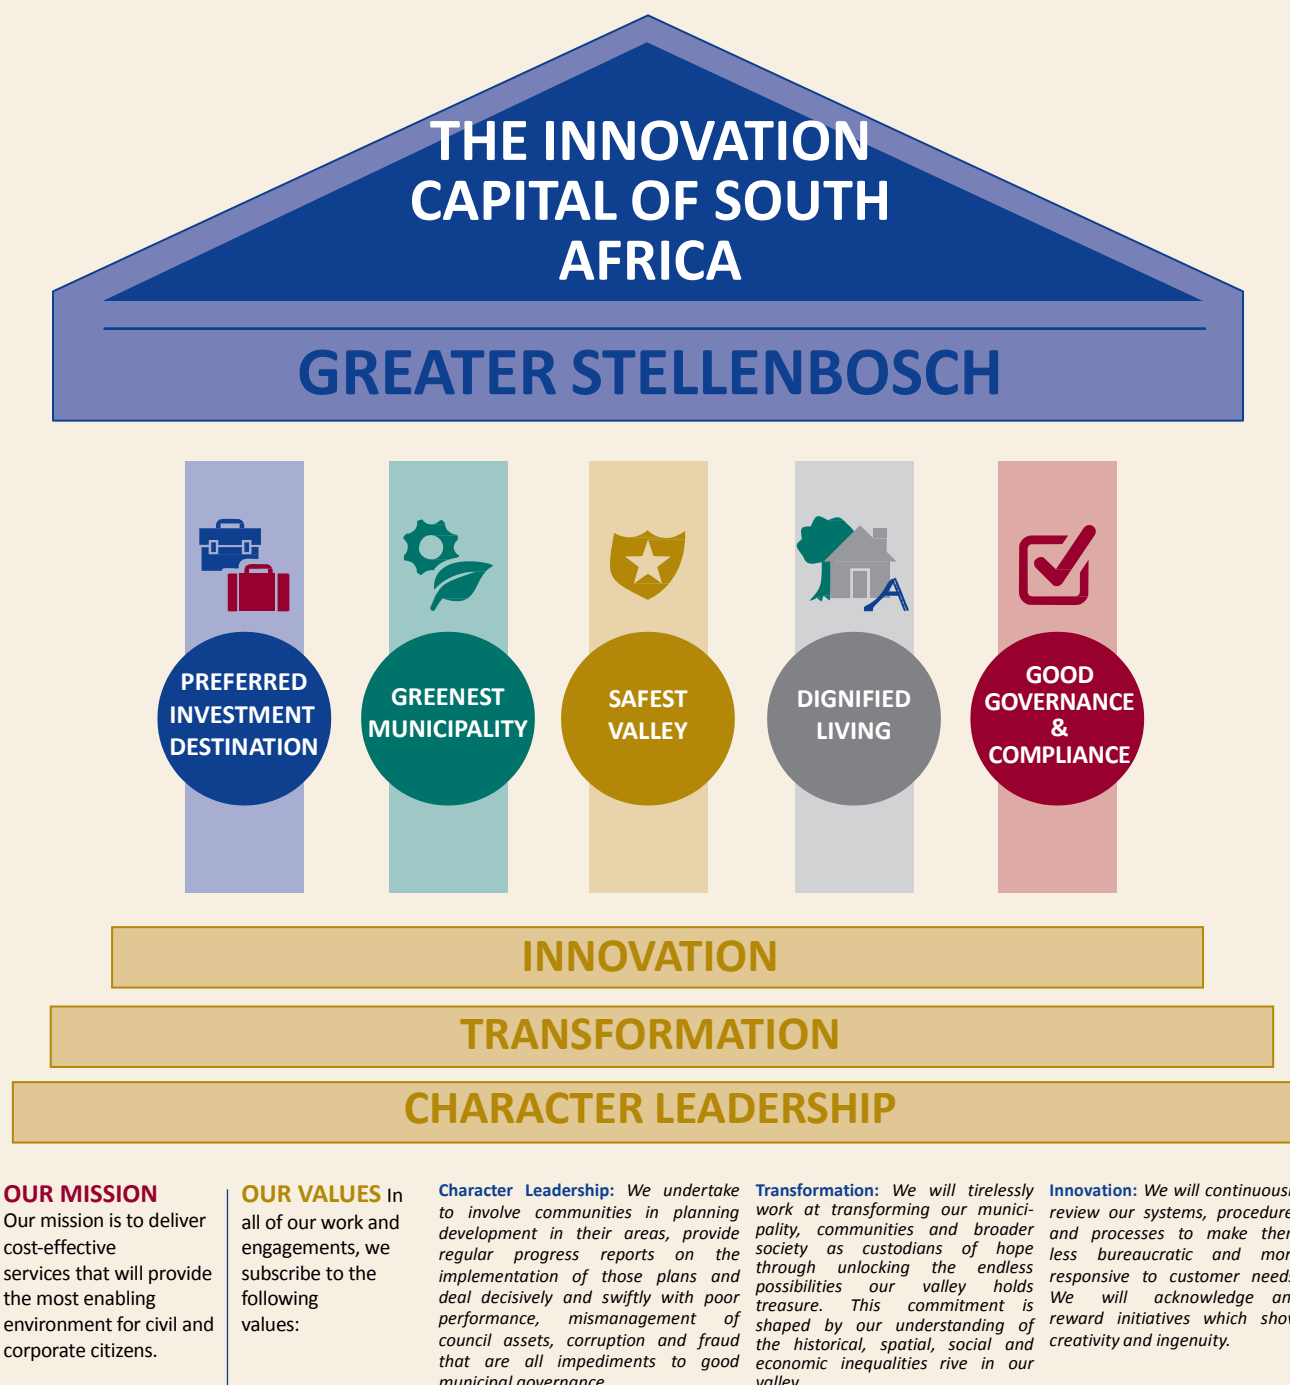 THE INNOVATION
CAPITAL OF SOUTH
AFRICA
GREATER STELLENBOSCH
PREFERRED
INVESTMENT
DESTINATION
GREENEST
MUNICIPALITY
SAFEST
VALLEY
DIGNIFIED
LIVING
GOOD
GOVERNANCE
&
COMPLIANCE
INNOVATION
TRANSFORMATION
CHARACTER LEADERSHIP
OUR MISSION
Our mission is to deliver
cost-effective
services that will provide
the most enabling
environment for civil and
corporate citizens.
OUR VALUES In
all of our work and
engagements, we
subscribe to the
following
values:
Character Leadership: We undertake
to involve communities in planning
development in their areas, provide
regular progress reports on the
implementation of those plans and
deal decisively and swiftly with poor
performance, mismanagement of
council assets, corruption and fraud
that are all impediments to good
municipal governance
Transformation: We will tirelessly
work at transforming our munici-
pality, communities and broader
society as custodians of hope
through unlocking the endless
possibilities our valley holds
treasure. This commitment is
shaped by our understanding of
the historical, spatial, social and
economic inequalities rive in our
valley
Innovation: We will
review our systems,
and processes to make
less bureaucratic and
responsive to customer
We will acknowledge
reward initiatives which
creativity and ingenuity.